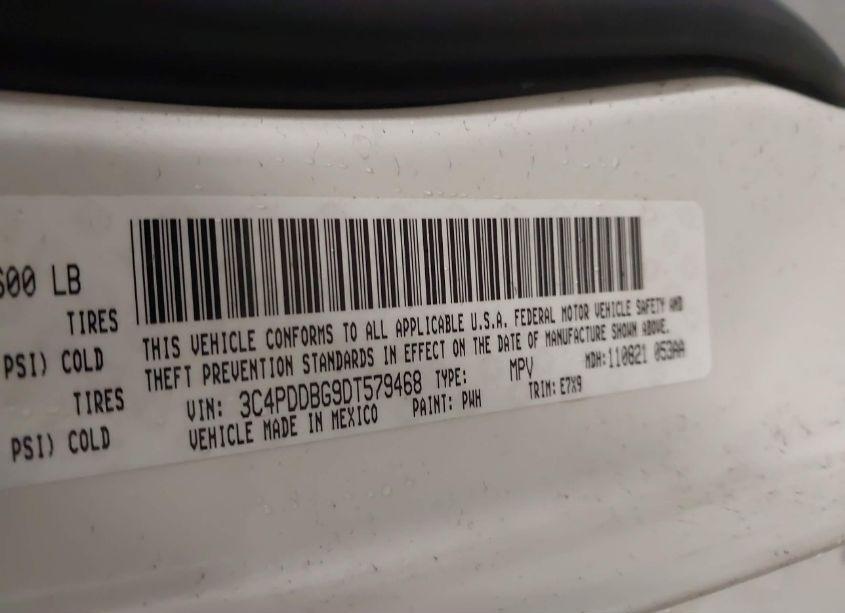 600 LB
TIRES
PSI) COLD
TIRES
PSI) COLD
THIS VEHICLE CONFORMS TO ALL APPLICABLE U.S.A. FEDERAL MOTOR VEHICLE SAFETY AND
THEFT PREVENTION STANDARDS IN EFFECT ON THE DATE OF MANUFACTURE SHOWN ABOVE.
VIN: 3C4PDDBG9DT579468 TYPE: MPV MDH:110821 053AA
VEHICLE MADE IN MEXICO PAINT: PWH TRIM: E7X9